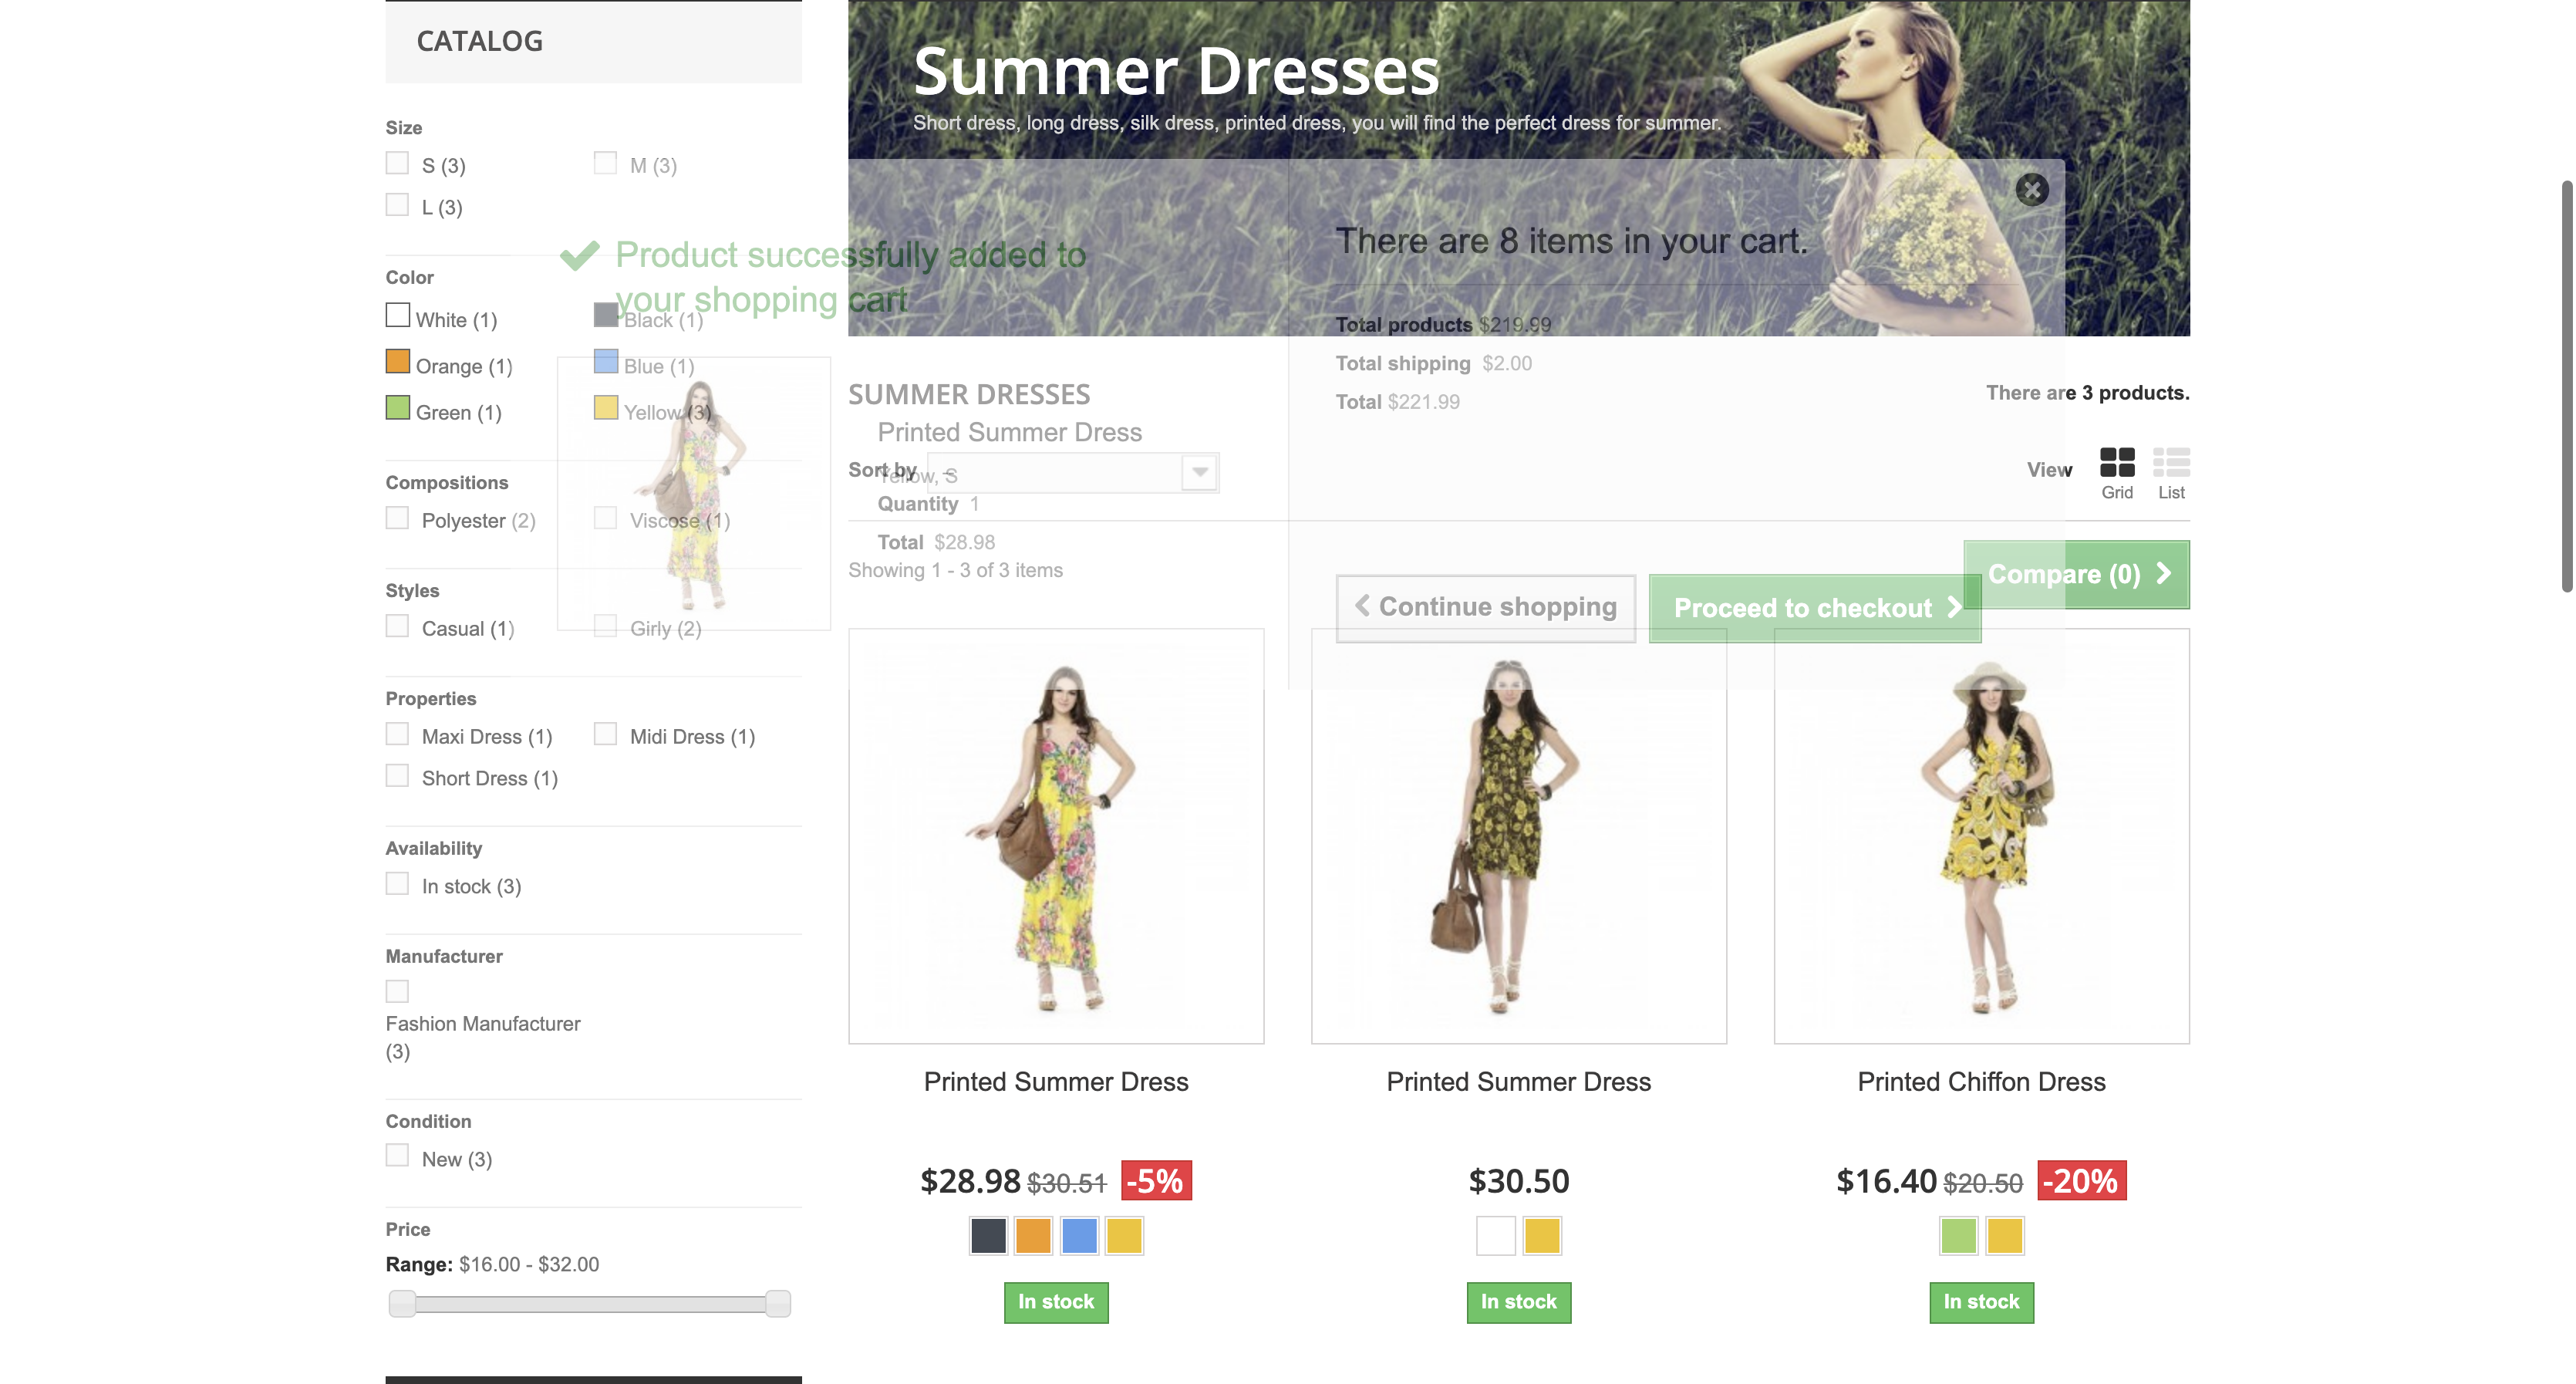 CATALOG
Size
S (3)
M (3)
L (3)
Color
White (1)
Black (1)
Orange (1)
Blue (1)
Green (1)
Yellow (3)
Compositions
Polyester (2)
Viscose (1)
Styles
Casual (1)
Girly (2)
Properties
Maxi Dress (1)
Midi Dress (1)
Short Dress (1)
Availability
In stock (3)
Manufacturer
Fashion Manufacturer
(3)
Condition
New (3)
Price
Range: $16.00 - $32.00
Summer Dresses
Short dress, long dress, silk dress, printed dress, you will find the perfect dress for summer.
Product successfully added to
your shopping cart
Printed Summer Dress
Yellow, S
Quantity 1
Total $28.98
There are 8 items in your cart.
Total products $219.99
Total shipping $2.00
Total $221.99
Continue shopping
Proceed to checkout
SUMMER DRESSES
There are 3 products.
Sort by
--
View
Grid
List
Showing 1 - 3 of 3 items
Compare (0)
Printed Summer Dress
$28.98 $30.51 -5%
In stock
Printed Summer Dress
$30.50
In stock
Printed Chiffon Dress
$16.40 $20.50 -20%
In stock